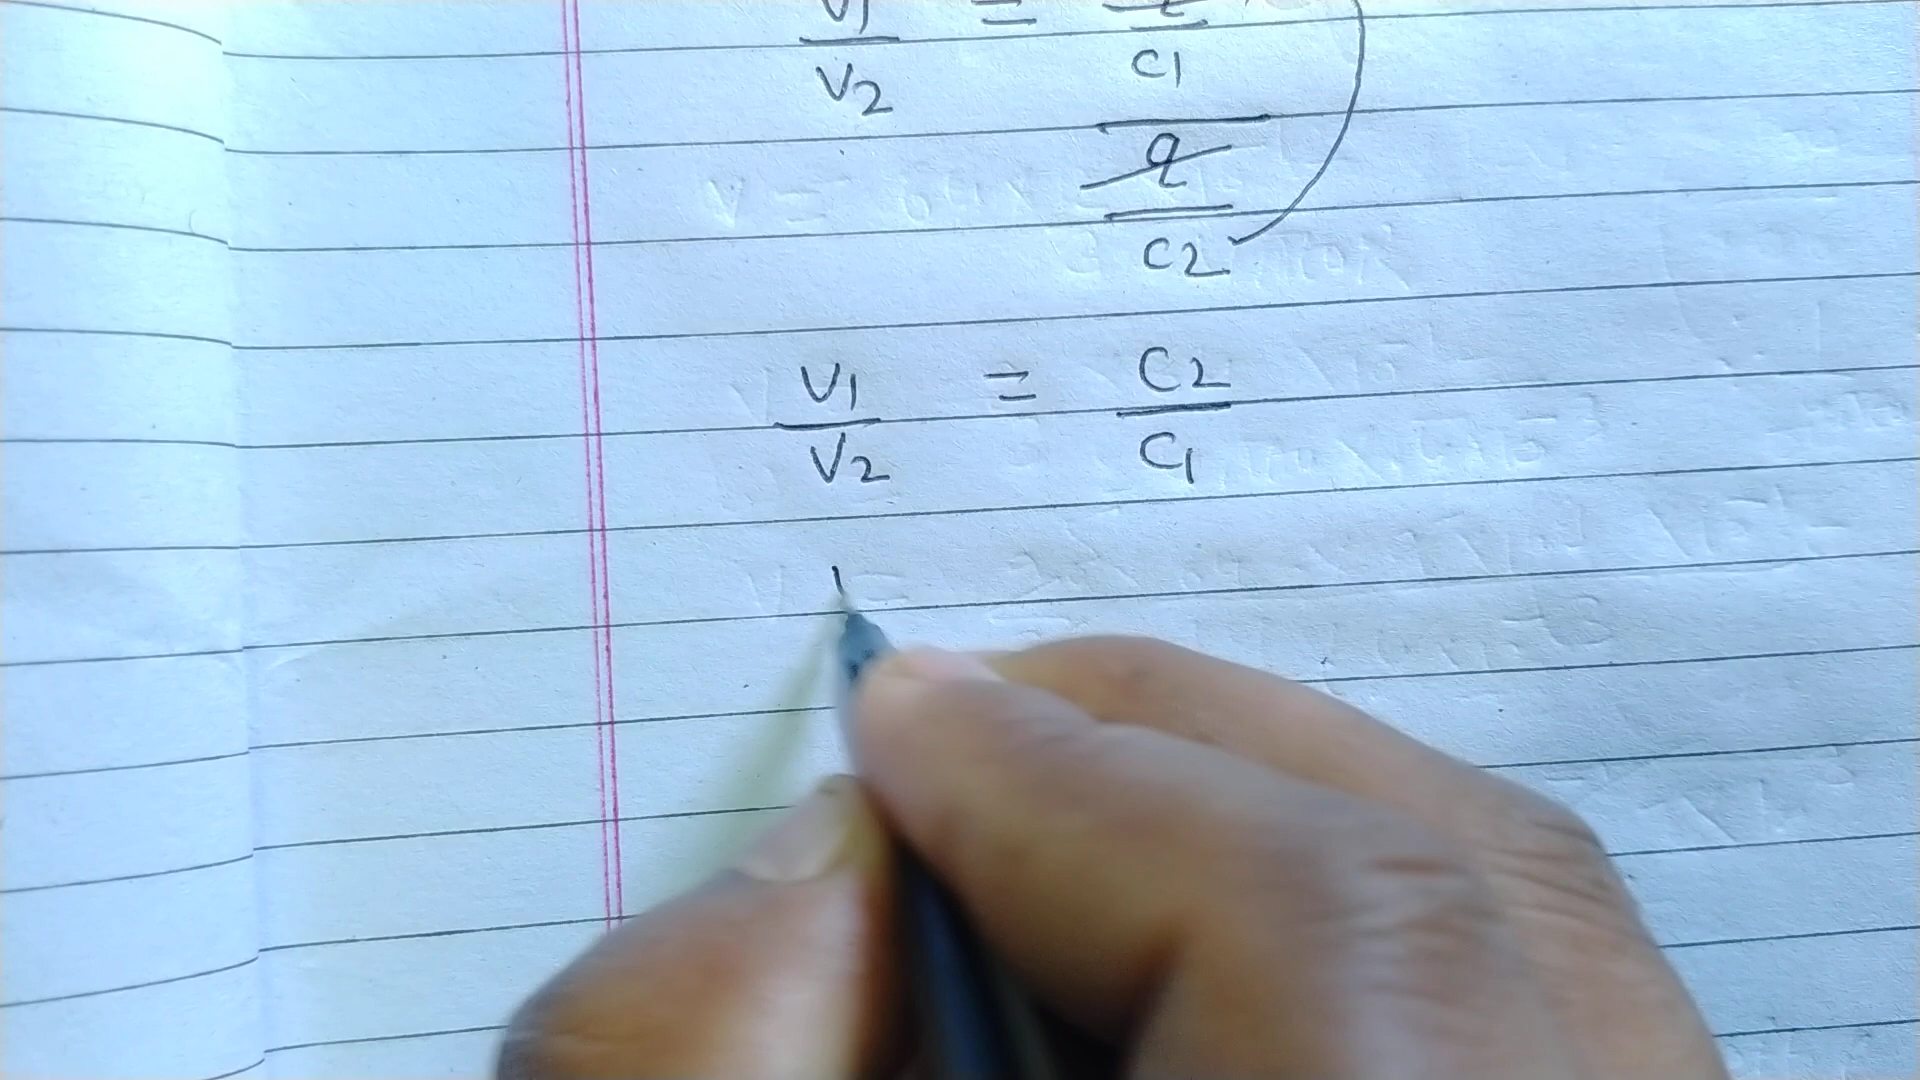 V1 = q
V2 C1
q
C2
V1 = C2
V2 C1